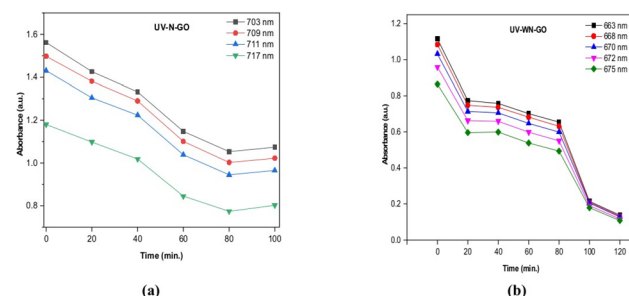 UV-N-GO
703 nm
709 nm
711 nm
717 nm
Absorbance (a.u.)
1.6
1.4
1.2
1.0
0.8
0 20 40 60 80 100
Time (min.)
(a)
UV-WN-GO
663 nm
668 nm
670 nm
672 nm
675 nm
Absorbance (a.u.)
1.2
1.0
0.8
0.6
0.4
0.2
0.0
0 20 40 60 80 100 120
Time (min.)
(b)